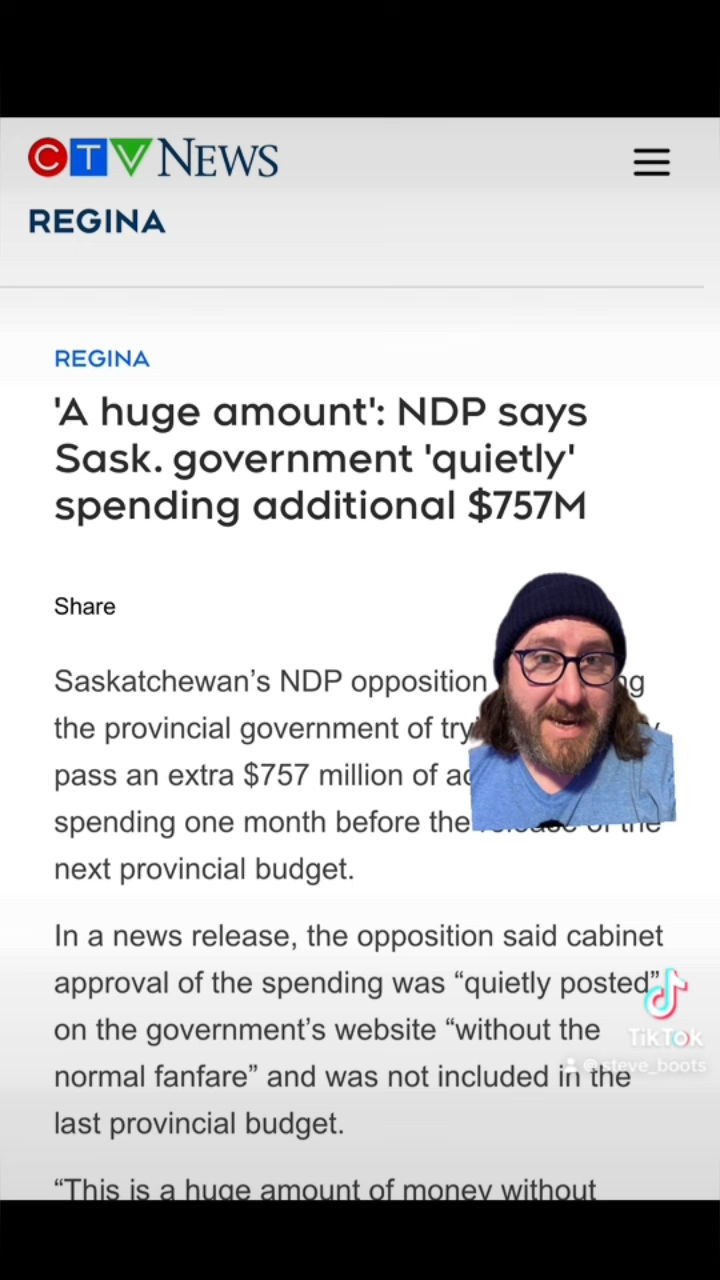 CTV NEWS
REGINA
REGINA
'A huge amount': NDP says
Sask. government 'quietly'
spending additional $757M
Share
Saskatchewan's NDP opposition
the provincial government of
pass an extra $757 million of
spending one month before the release of the
next provincial budget.
In a news release, the opposition said cabinet
approval of the spending was “quietly posted”
on the government's website “without the
normal fanfare” and was not included in the
last provincial budget.
“This is a huge amount of money without
TikTok
@steve_boots